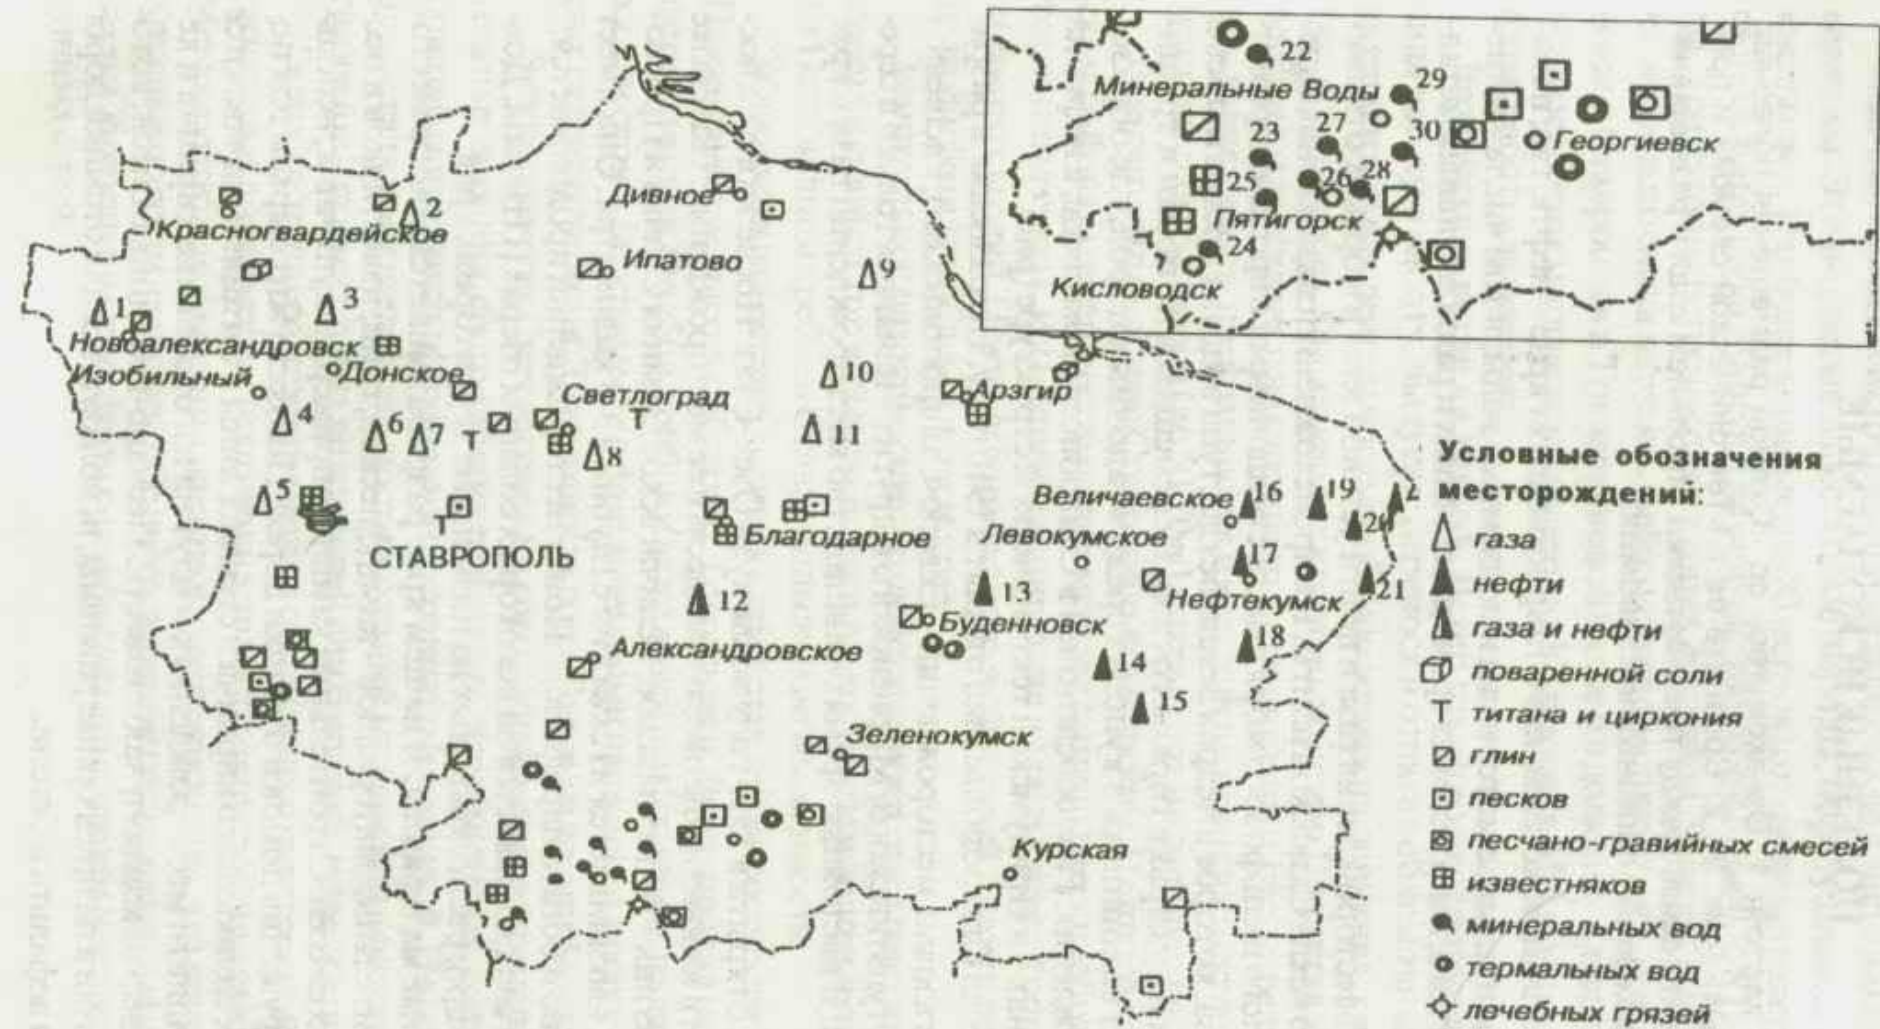 22
Минеральные Воды
29
23
27
30
Георгиевск
25
26
28
Пятигорск
24
Кисловодск
Дивное
2
Красногвардейское
Ипатово
9
1
3
Новоалександровск
Изобильный
Донское
10
Светлоград
Арзгир
4
6
7
Т
Т
11
8
5
Т
СТАВРОПОЛЬ
Благодарное
Величаевское
16
19
20
Левокумское
17
21
Нефтекумск
12
13
Буденновск
18
Александровское
14
15
Зеленокумск
Курская
Условные обозначения
месторождений:
газа
нефти
газа и нефти
поваренной соли
Т титана и циркония
глин
песков
песчано-гравийных смесей
известняков
минеральных вод
термальных вод
лечебных грязей